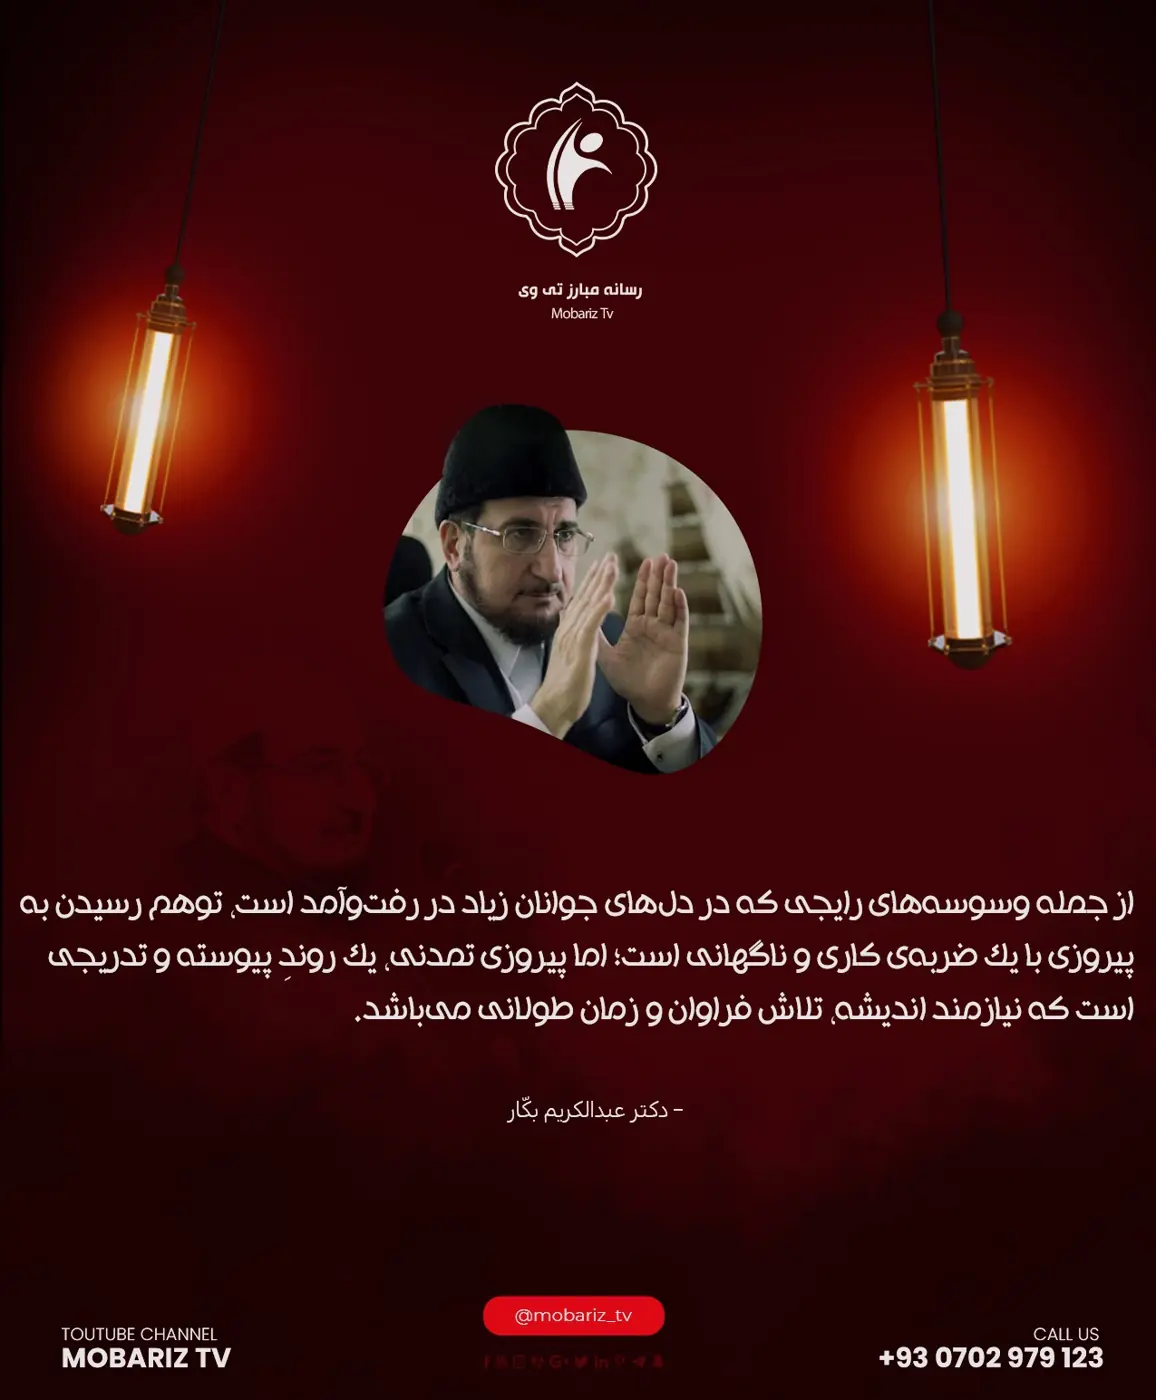 رسانه مبارز تی وی
Mobariz Tv
از جمله وسوسه‌های رایجی که در دل‌های جوانان زیاد در رفت‌وآمد است، توهم رسیدن به
پیروزی با یك ضربه‌ی کاری و ناگهانی است؛ اما پیروزی تمدنی، یك روندِ پیوسته و تدریجی
است که نیازمند اندیشه، تلاش فراوان و زمان طولانی می‌باشد.
- دکتر عبدالکریم بکّار
@mobariz_tv
TOUTUBE CHANNEL
MOBARIZ TV
CALL US
+93 0702 979 123